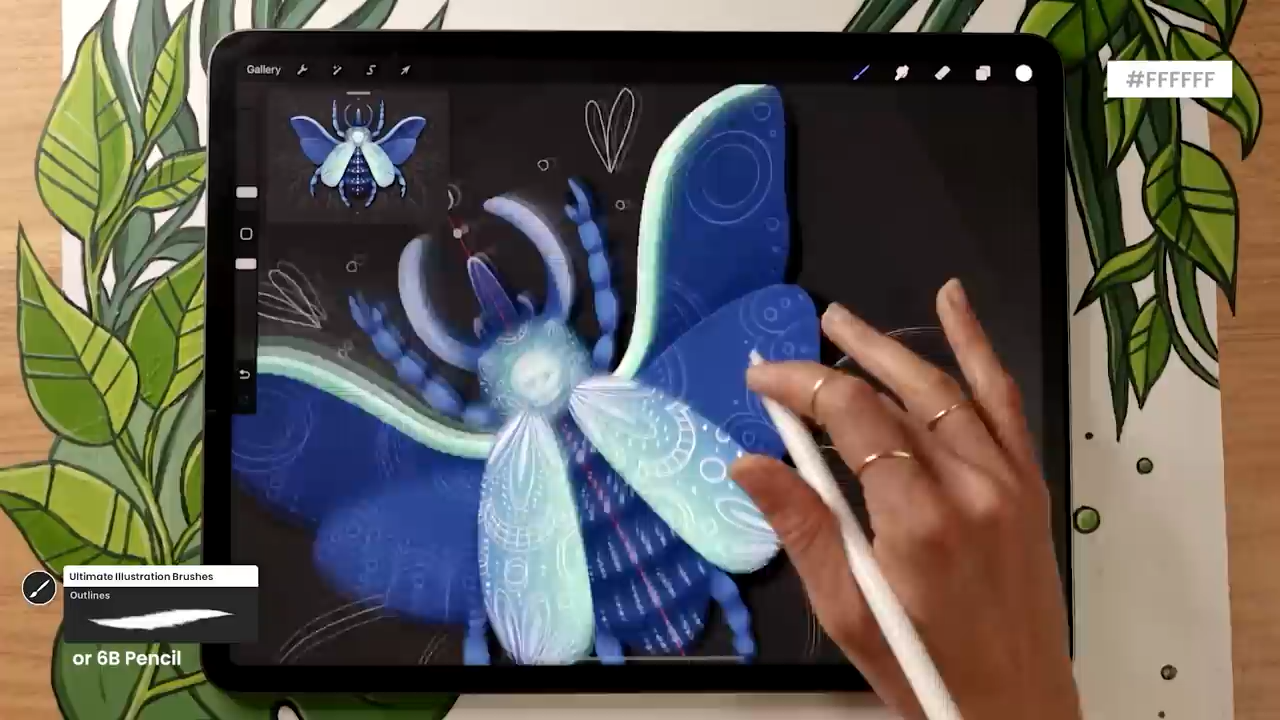 Gallery
#FFFFFF
Ultimate Illustration Brushes
Outlines
or 6B Pencil